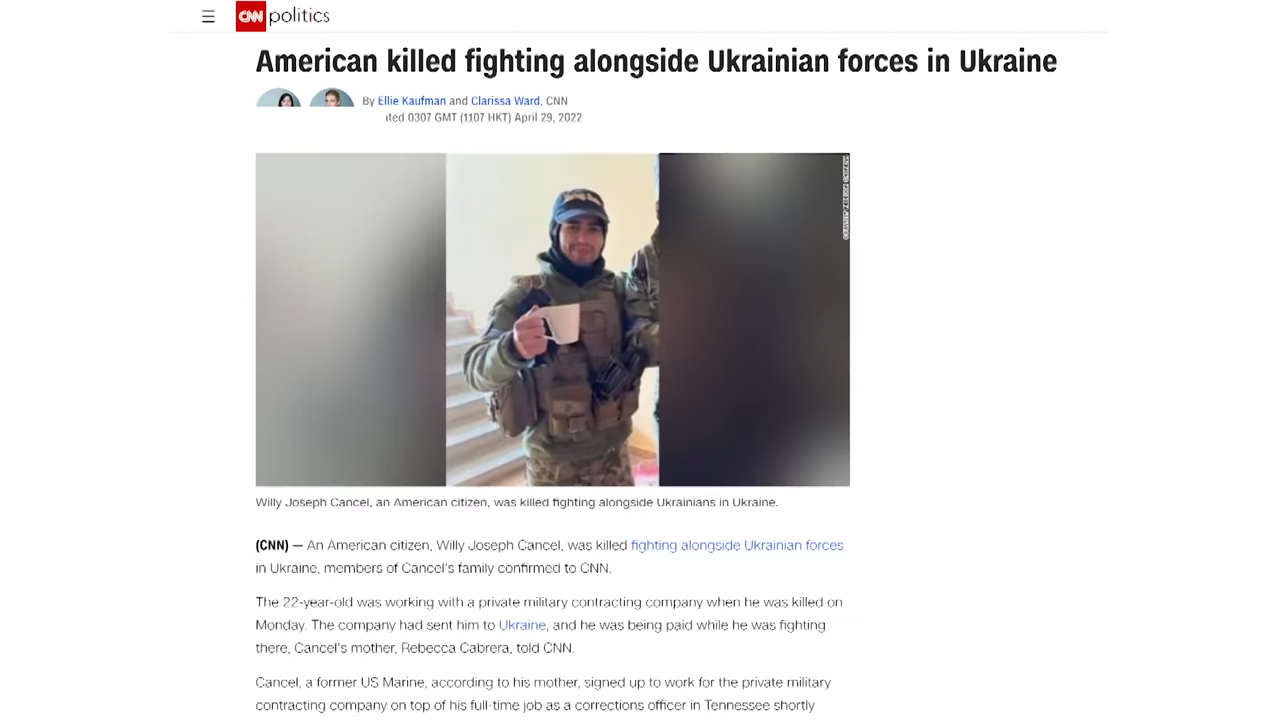 CNN politics
American killed fighting alongside Ukrainian forces in Ukraine
By Ellie Kaufman and Clarissa Ward, CNN
0307 GMT (1107 HKT) April 29, 2022
Willy Joseph Cancel, an American citizen, was killed fighting alongside Ukrainians in Ukraine.
(CNN) — An American citizen, Willy Joseph Cancel, was killed fighting alongside Ukrainian forces
in Ukraine, members of Cancel's family confirmed to CNN.
The 22-year-old was working with a private military contracting company when he was killed on
Monday. The company had sent him to Ukraine, and he was being paid while he was fighting
there, Cancel's mother, Rebecca Cabrera, told CNN.
Cancel, a former US Marine, according to his mother, signed up to work for the private military
contracting company on top of his full-time job as a corrections officer in Tennessee shortly